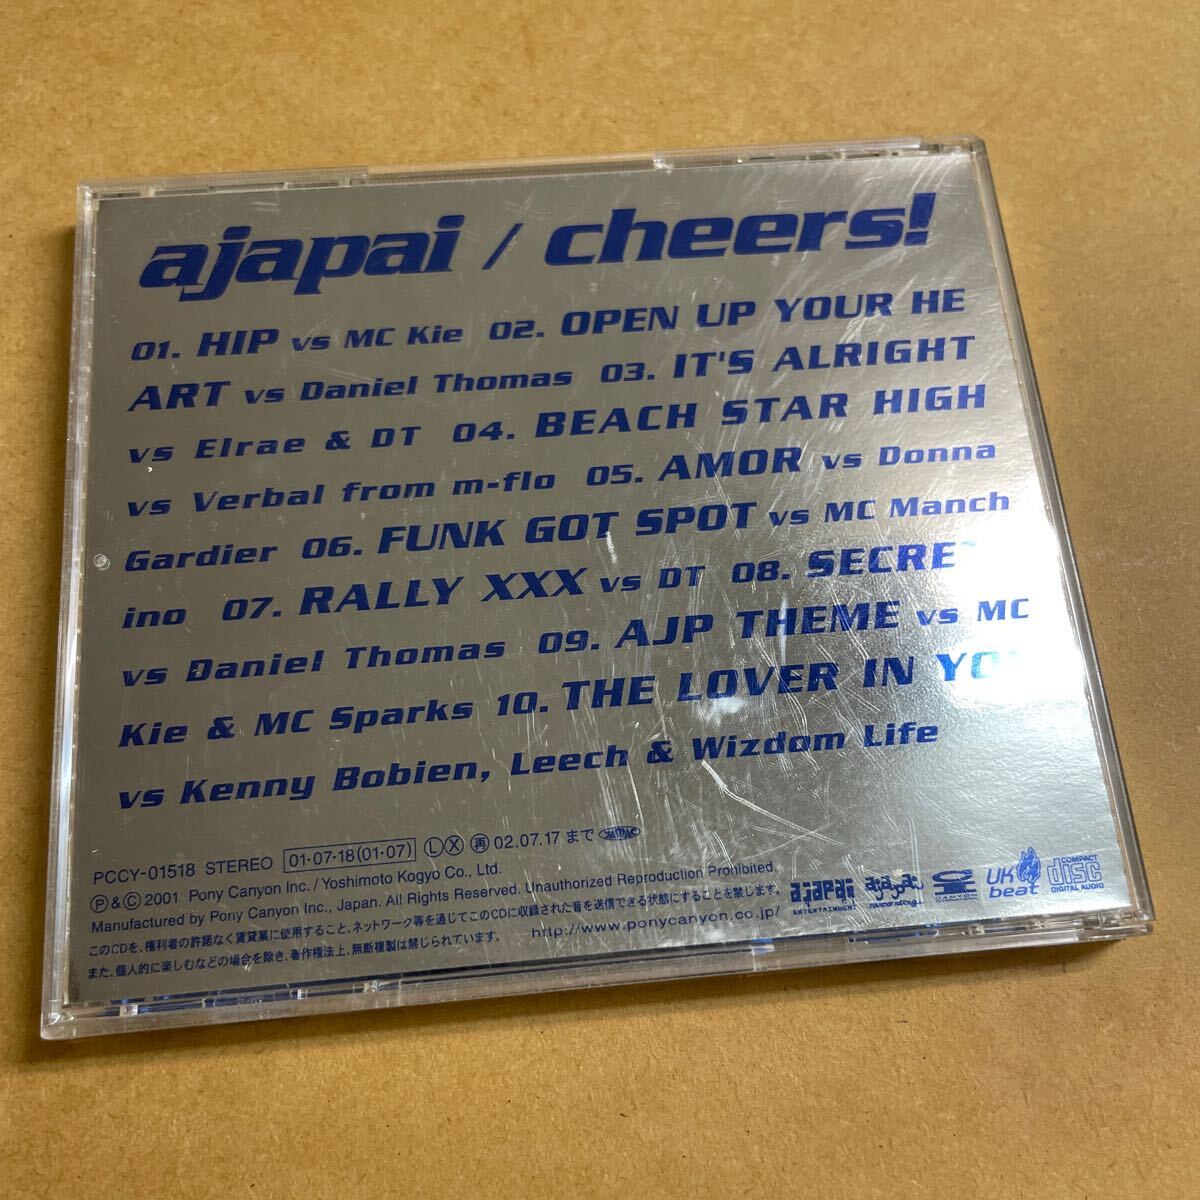 ajapai / cheers!
01. HIP vs MC Kie 02. OPEN UP YOUR HE
ART vs Daniel Thomas 03. IT'S ALRIGHT
vs Elrae & DT 04. BEACH STAR HIGH
vs Verbal from m-flo 05. AMOR vs Donna
Gardier 06. FUNK GOT SPOT vs MC Manch
ino 07. RALLY XXX vs DT 08. SECRET
vs Daniel Thomas 09. AJP THEME vs MC
Kie & MC Sparks 10. THE LOVER IN YOU
vs Kenny Bobien, Leech & Wizdom Life
PCCY-01518 STEREO 01・07・18(01・07) Ⓛ Ⓧ ㊞ 02.07.17 まで
Ⓟ&© 2001 Pony Canyon Inc. / Yoshimoto Kogyo Co., Ltd.
Manufactured by Pony Canyon Inc., Japan. All Rights Reserved. Unauthorized Reproduction Prohibited.
このCDを、権利者の許諾なく賃貸業に使用すること、ネットワーク等を通じてこのCDに収録された音を送信できる状態にすることを禁じます。
また、個人的に楽しむなどの場合を除き、著作権法上、無断複製は禁じられています。 http://www.ponycanyon.co.jp/
ajapai
ENTERTAINMENT
UK
beat
COMPACT
disc
DIGITAL AUDIO